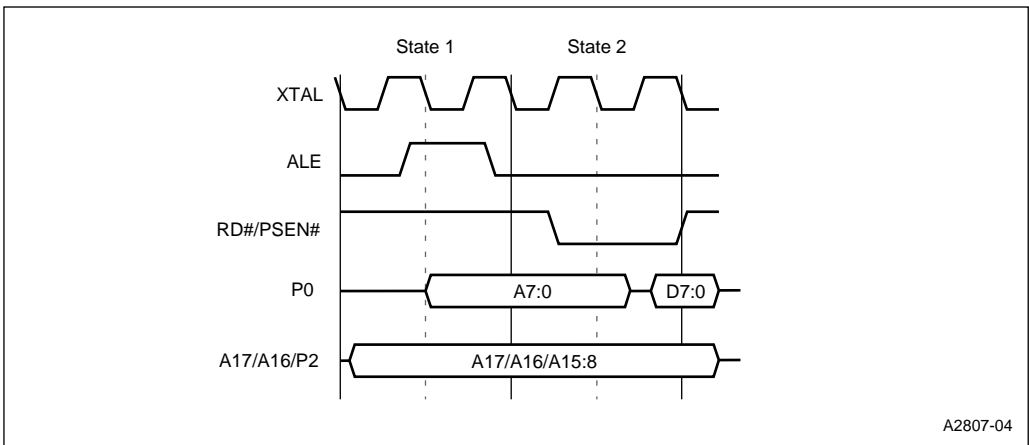 State 1 State 2
XTAL
ALE
RD#/PSEN#
P0 A7:0 D7:0
A17/A16/P2 A17/A16/A15:8
A2807-04